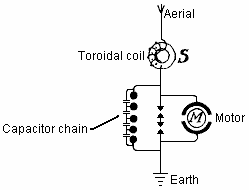 Aerial
Toroidal coil
S
Capacitor chain
M
Motor
Earth